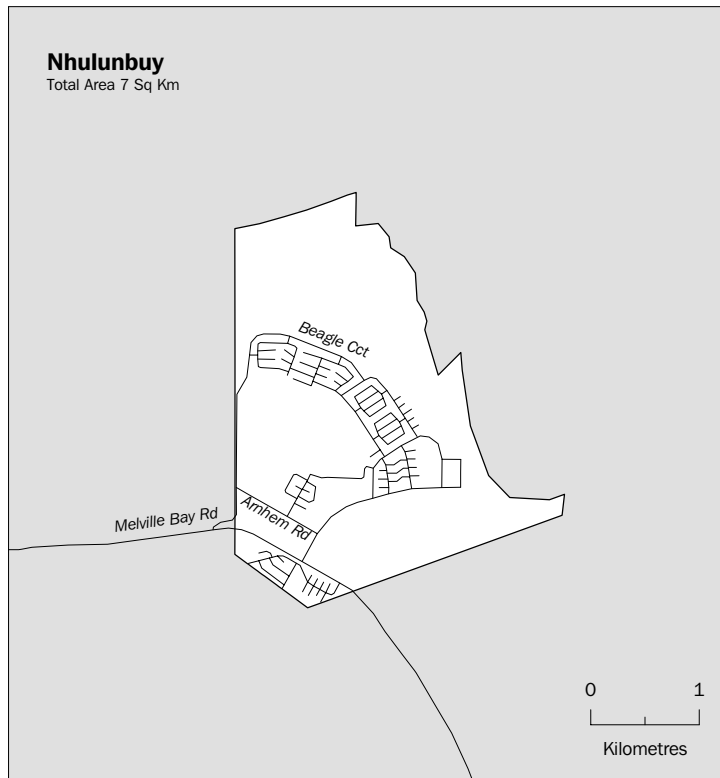 Nhulunbuy
Total Area 7 Sq Km
Beagle Cct
Melville Bay Rd
Arnhem Rd
0 1
Kilometres